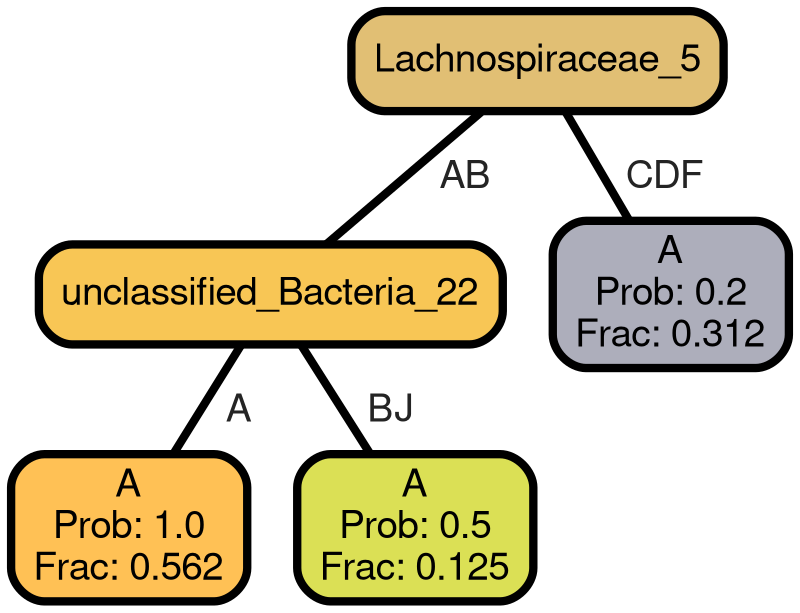 Lachnospiraceae_5
AB
CDF
unclassified_Bacteria_22
A
Prob: 0.2
Frac: 0.312
A
BJ
A
Prob: 1.0
Frac: 0.562
A
Prob: 0.5
Frac: 0.125